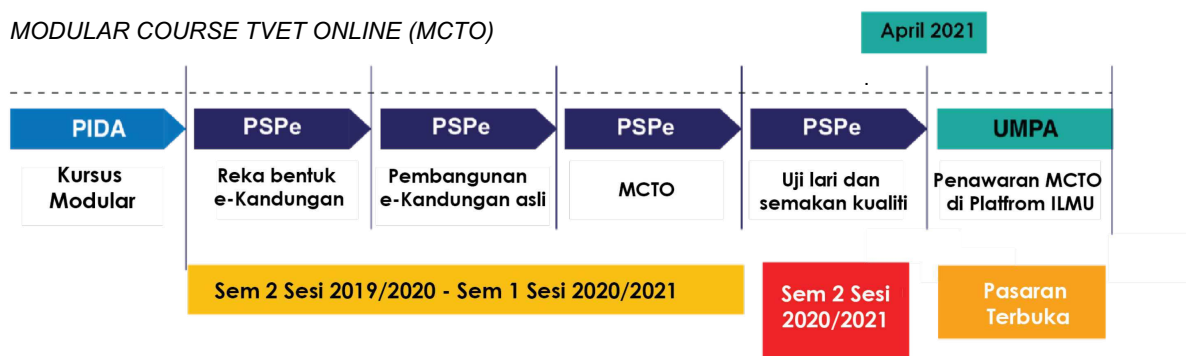 MODULAR COURSE TVET ONLINE (MCTO)
April 2021
PIDA
PSPe
PSPe
PSPe
PSPe
UMPA
Kursus
Modular
Reka bentuk
e-Kandungan
Pembangunan
e-Kandungan asli
MCTO
Uji lari dan
semakan kualiti
Penawaran MCTO
di Platfrom ILMU
Sem 2 Sesi 2019/2020 - Sem 1 Sesi 2020/2021
Sem 2 Sesi
2020/2021
Pasaran
Terbuka